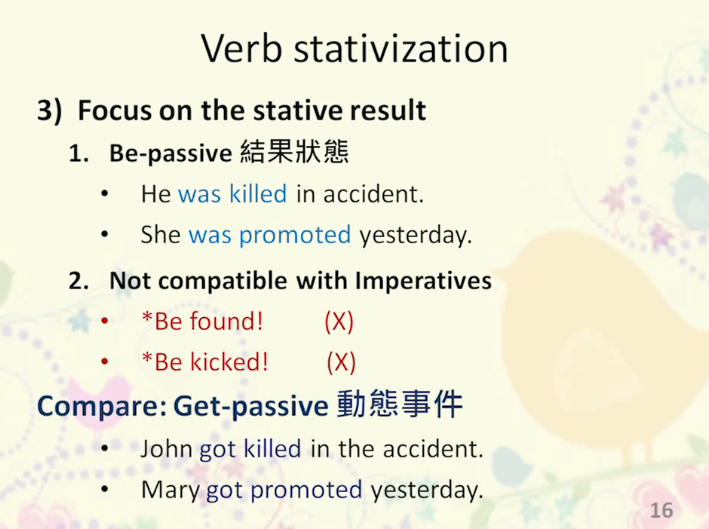 Verb stativization
3) Focus on the stative result
1. Be-passive 結果狀態
• He was killed in accident.
• She was promoted yesterday.
2. Not compatible with Imperatives
• *Be found! (X)
• *Be kicked! (X)
Compare: Get-passive 動態事件
• John got killed in the accident.
• Mary got promoted yesterday.
16